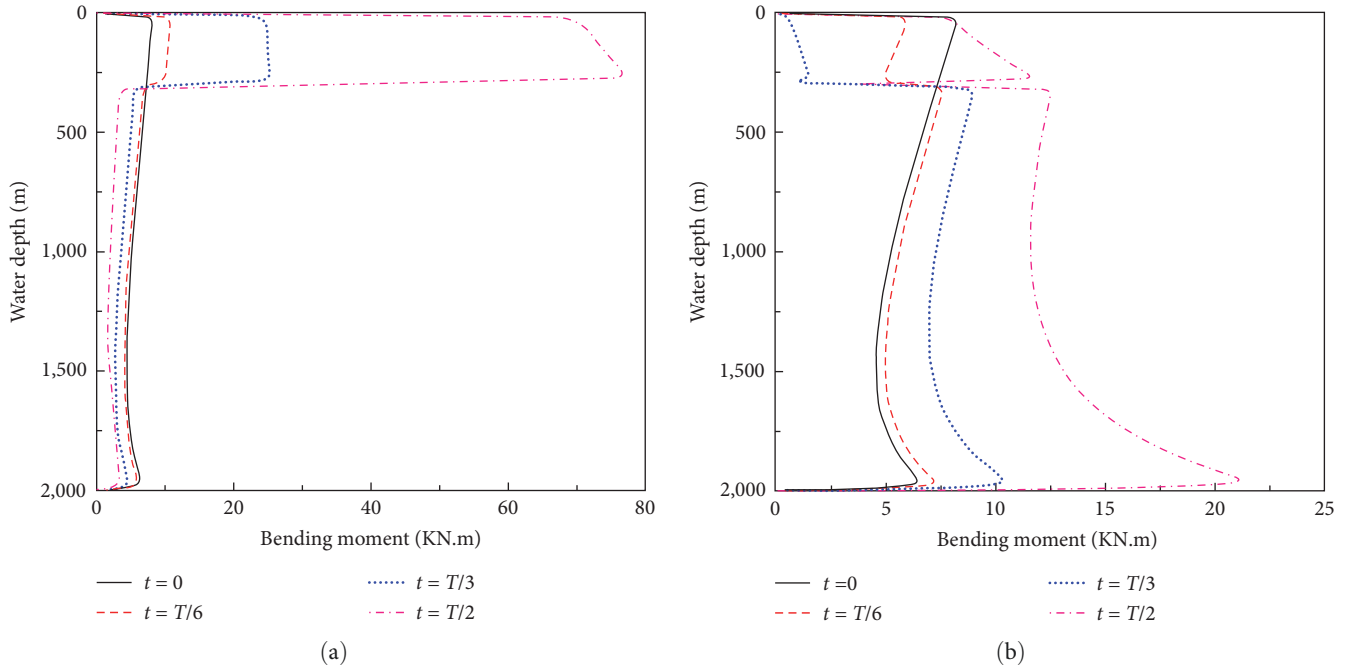 0
500
1,000
1,500
2,000
Water depth (m)
0 20 40 60 80
Bending moment (KN.m)
t = 0
t = T/3
t = T/6
t = T/2
(a)
0
500
1,000
1,500
2,000
Water depth (m)
0 5 10 15 20 25
Bending moment (KN.m)
t =0
t = T/3
t = T/6
t = T/2
(b)